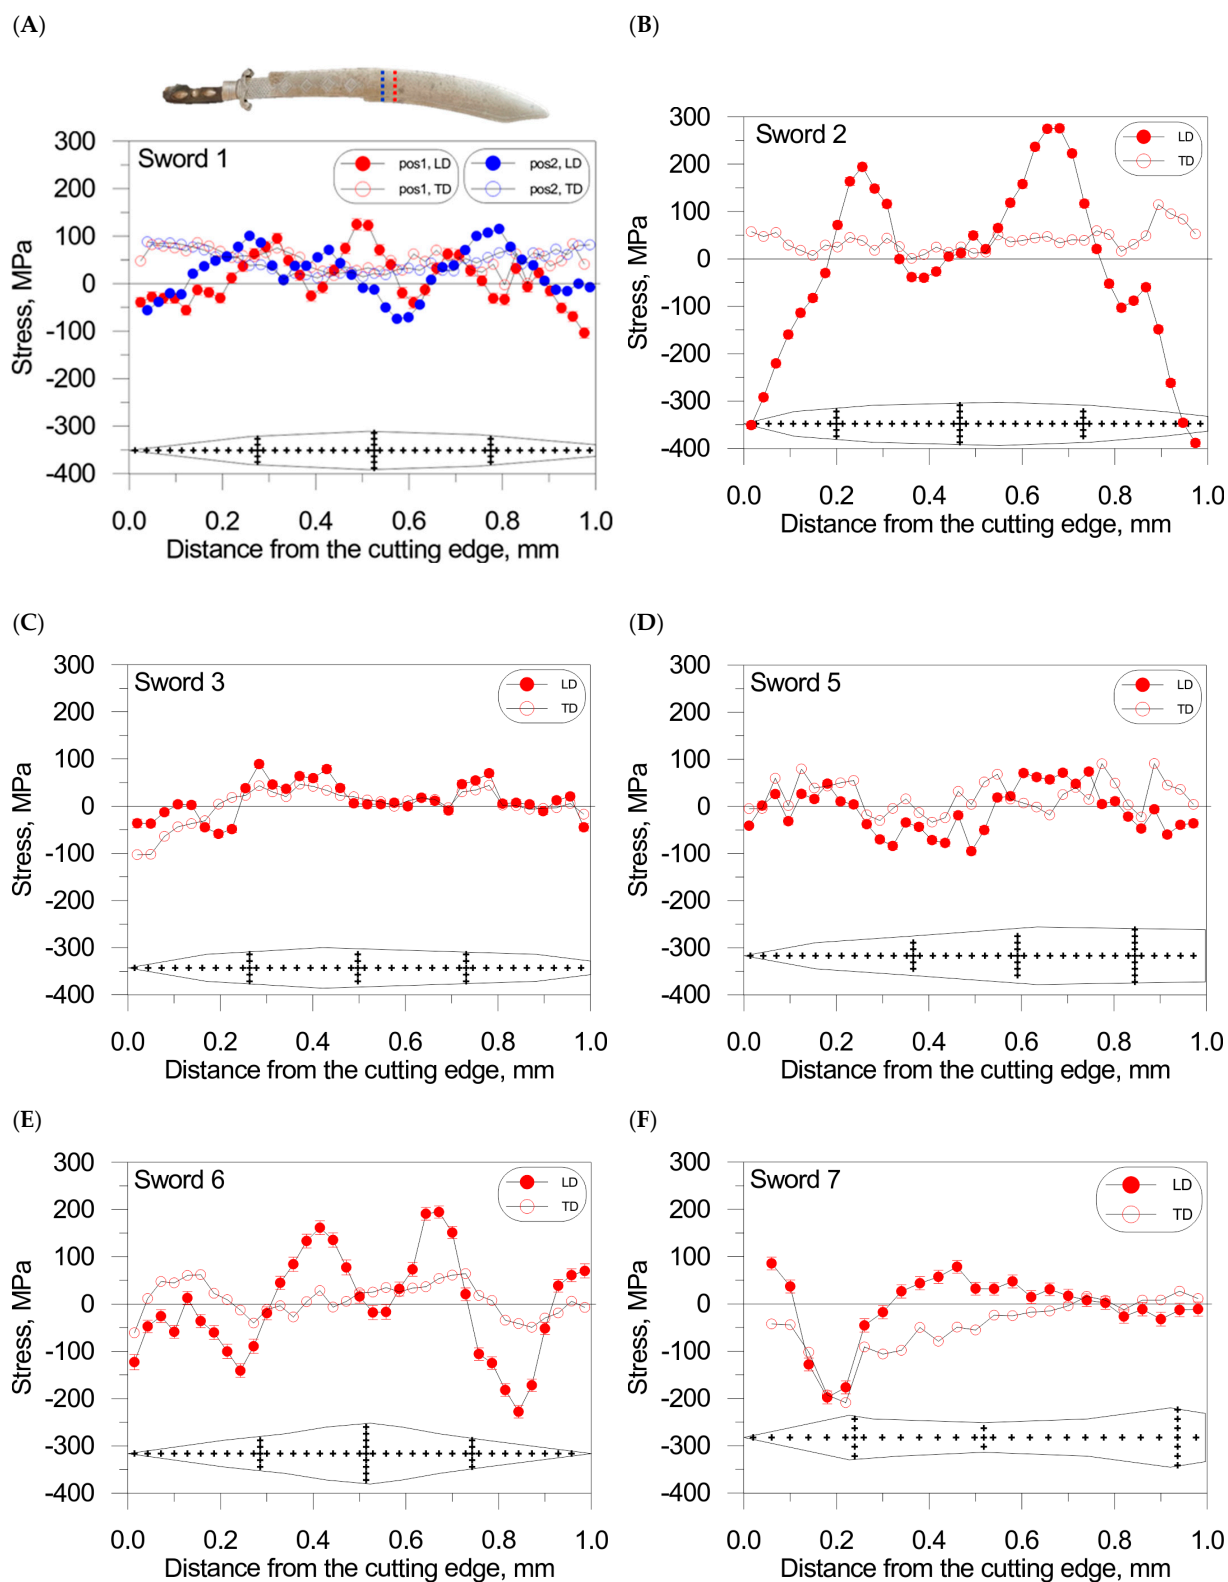 (A)
Sword 1
pos1, LD
pos1, TD
pos2, LD
pos2, TD
300
200
100
0
-100
-200
-300
-400
Stress, MPa
0.0 0.2 0.4 0.6 0.8 1.0
Distance from the cutting edge, mm
(B)
Sword 2
LD
TD
300
200
100
0
-100
-200
-300
-400
Stress, MPa
0.0 0.2 0.4 0.6 0.8 1.0
Distance from the cutting edge, mm
(C)
Sword 3
LD
TD
300
200
100
0
-100
-200
-300
-400
Stress, MPa
0.0 0.2 0.4 0.6 0.8 1.0
Distance from the cutting edge, mm
(D)
Sword 5
LD
TD
300
200
100
0
-100
-200
-300
-400
Stress, MPa
0.0 0.2 0.4 0.6 0.8 1.0
Distance from the cutting edge, mm
(E)
Sword 6
LD
TD
300
200
100
0
-100
-200
-300
-400
Stress, MPa
0.0 0.2 0.4 0.6 0.8 1.0
Distance from the cutting edge, mm
(F)
Sword 7
LD
TD
300
200
100
0
-100
-200
-300
-400
Stress, MPa
0.0 0.2 0.4 0.6 0.8 1.0
Distance from the cutting edge, mm